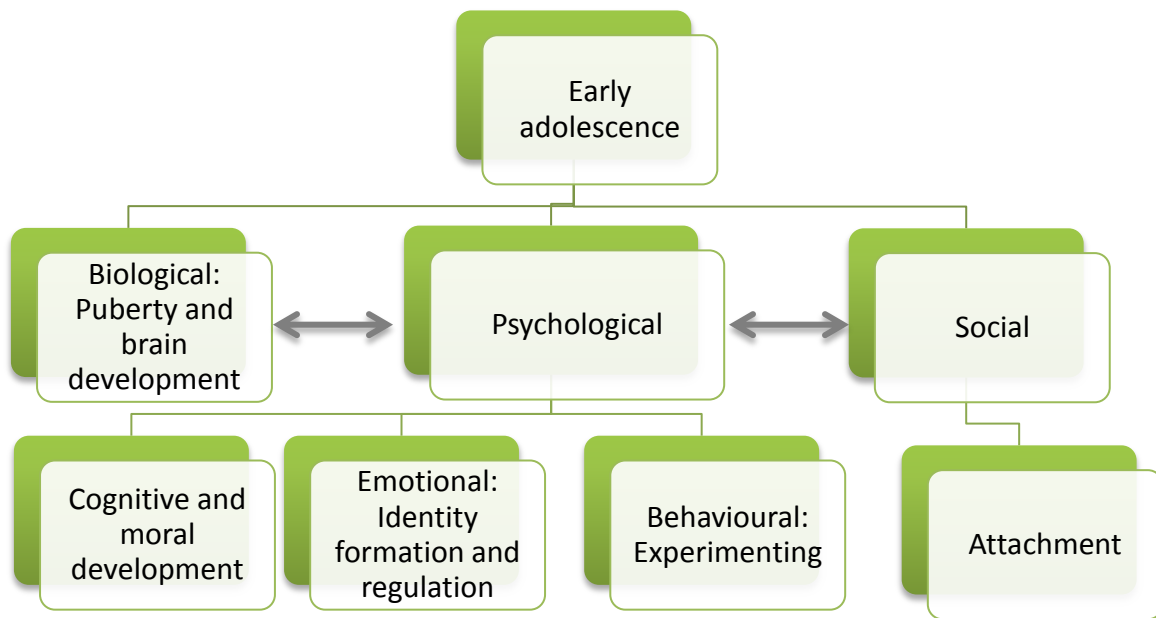 Early
adolescence
Biological:
Puberty and
brain
development
Psychological
Social
Cognitive and
moral
development
Emotional:
Identity
formation and
regulation
Behavioural:
Experimenting
Attachment